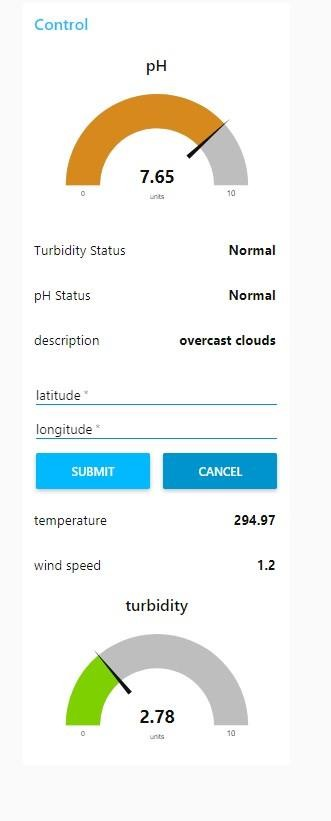 Control
pH
7.65
0 units 10
Turbidity Status Normal
pH Status Normal
description overcast clouds
latitude *
longitude *
SUBMIT CANCEL
temperature 294.97
wind speed 1.2
turbidity
2.78
0 units 10